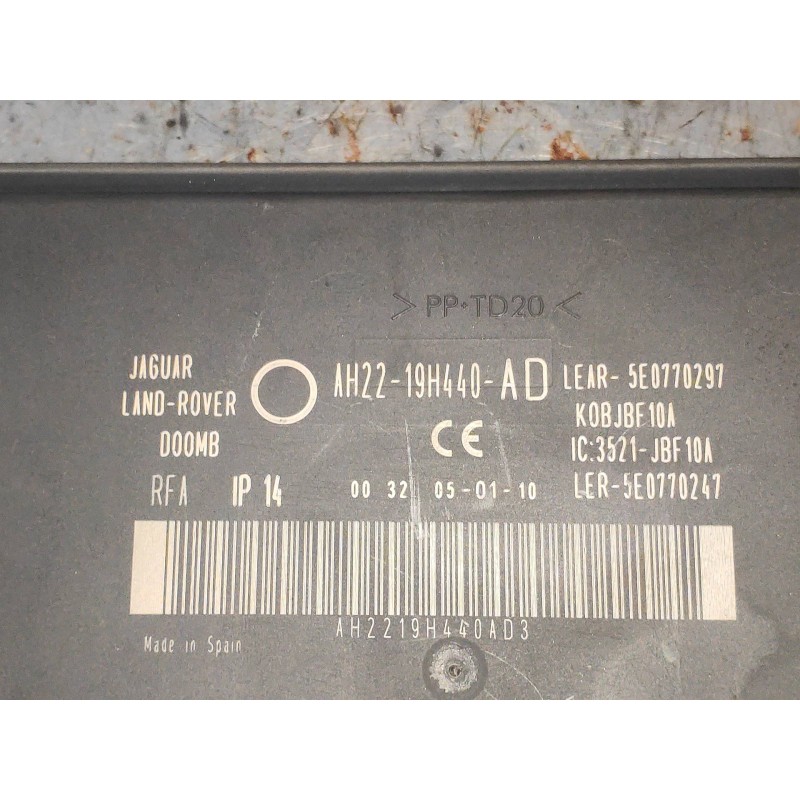 >PP•TD20<
JAGUAR
LAND-ROVER
D00MB
AH22-19H440-AD
LEAR- 5E0770297
KOBJBF10A
CE
IC:3521-JBF10A
RFA IP 14 00 32 05-01-10 LER-5E0770247
AH2219H440AD3
Made in Spain